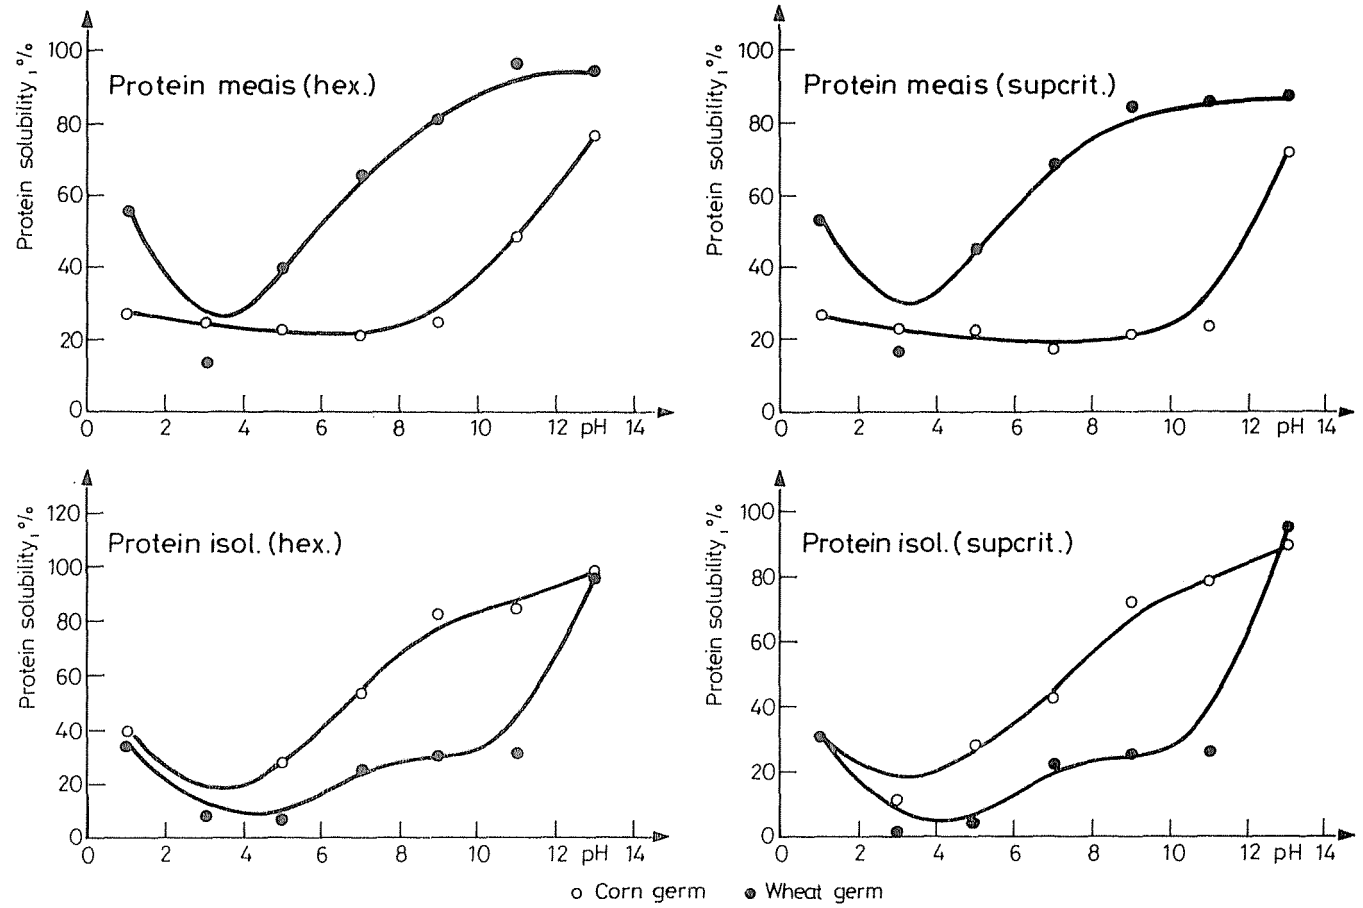 Protein solubility, %
100
80
60
40
20
0
Protein meals (hex.)
0 2 4 6 8 10 12 pH 14
Protein solubility, %
100
80
60
40
20
0
Protein meals (supcrit.)
0 2 4 6 8 10 12 pH 14
Protein solubility, %
120
100
80
60
40
20
0
Protein isol. (hex.)
0 2 4 6 8 10 12 pH 14
Protein solubility, %
100
80
60
40
20
0
Protein isol. (supcrit.)
0 2 4 6 8 10 12 pH 14
Corn germ
Wheat germ